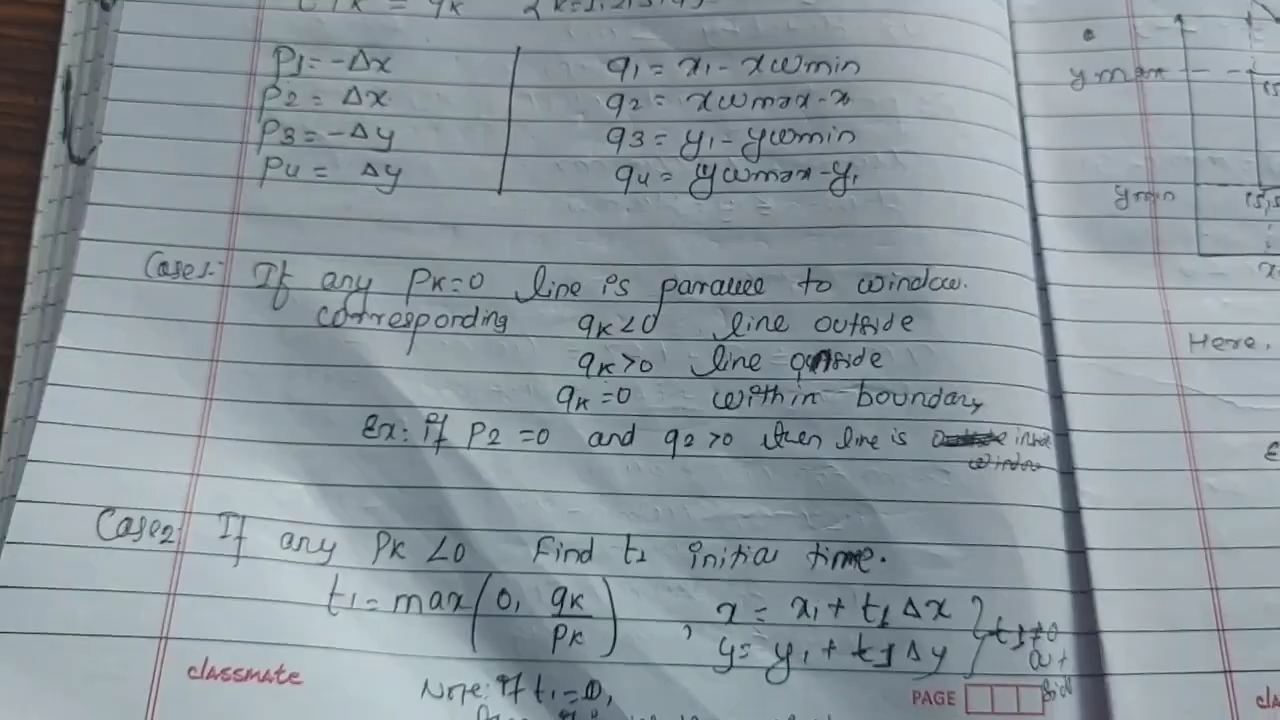 P1 = -Δx q1 = x1 - xwmin
P2 = Δx q2 = xwmax - x
P3 = -Δy q3 = y1 - ywmin
P4 = Δy q4 = ywmax - y1
Case1:- If any Pk=0 line is parallel to window.
corresponding qk<0 line outside
qk>0 line inside
qk=0 within boundary
Ex: if P2=0 and q2>0 then line is inside
window
Case2: If any Pk<0 Find t1 initial time.
t1 = max(0, qk/pk), x = x1 + t1 Δx
y = y1 + t1 Δy
t1≠0
classmate
Note: If t1=0,
PAGE
ymax
ymin
Here,